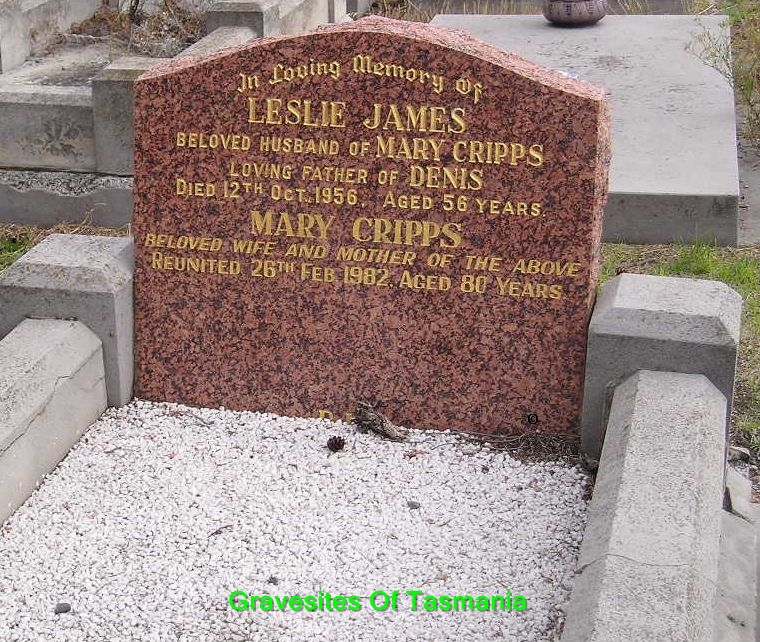 In Loving Memory Of
LESLIE JAMES
BELOVED HUSBAND OF MARY CRIPPS
LOVING FATHER OF DENIS
DIED 12TH OCT. 1956. AGED 56 YEARS.
MARY CRIPPS
BELOVED WIFE AND MOTHER OF THE ABOVE
REUNITED 26TH FEB. 1982. AGED 80 YEARS
Gravesites Of Tasmania